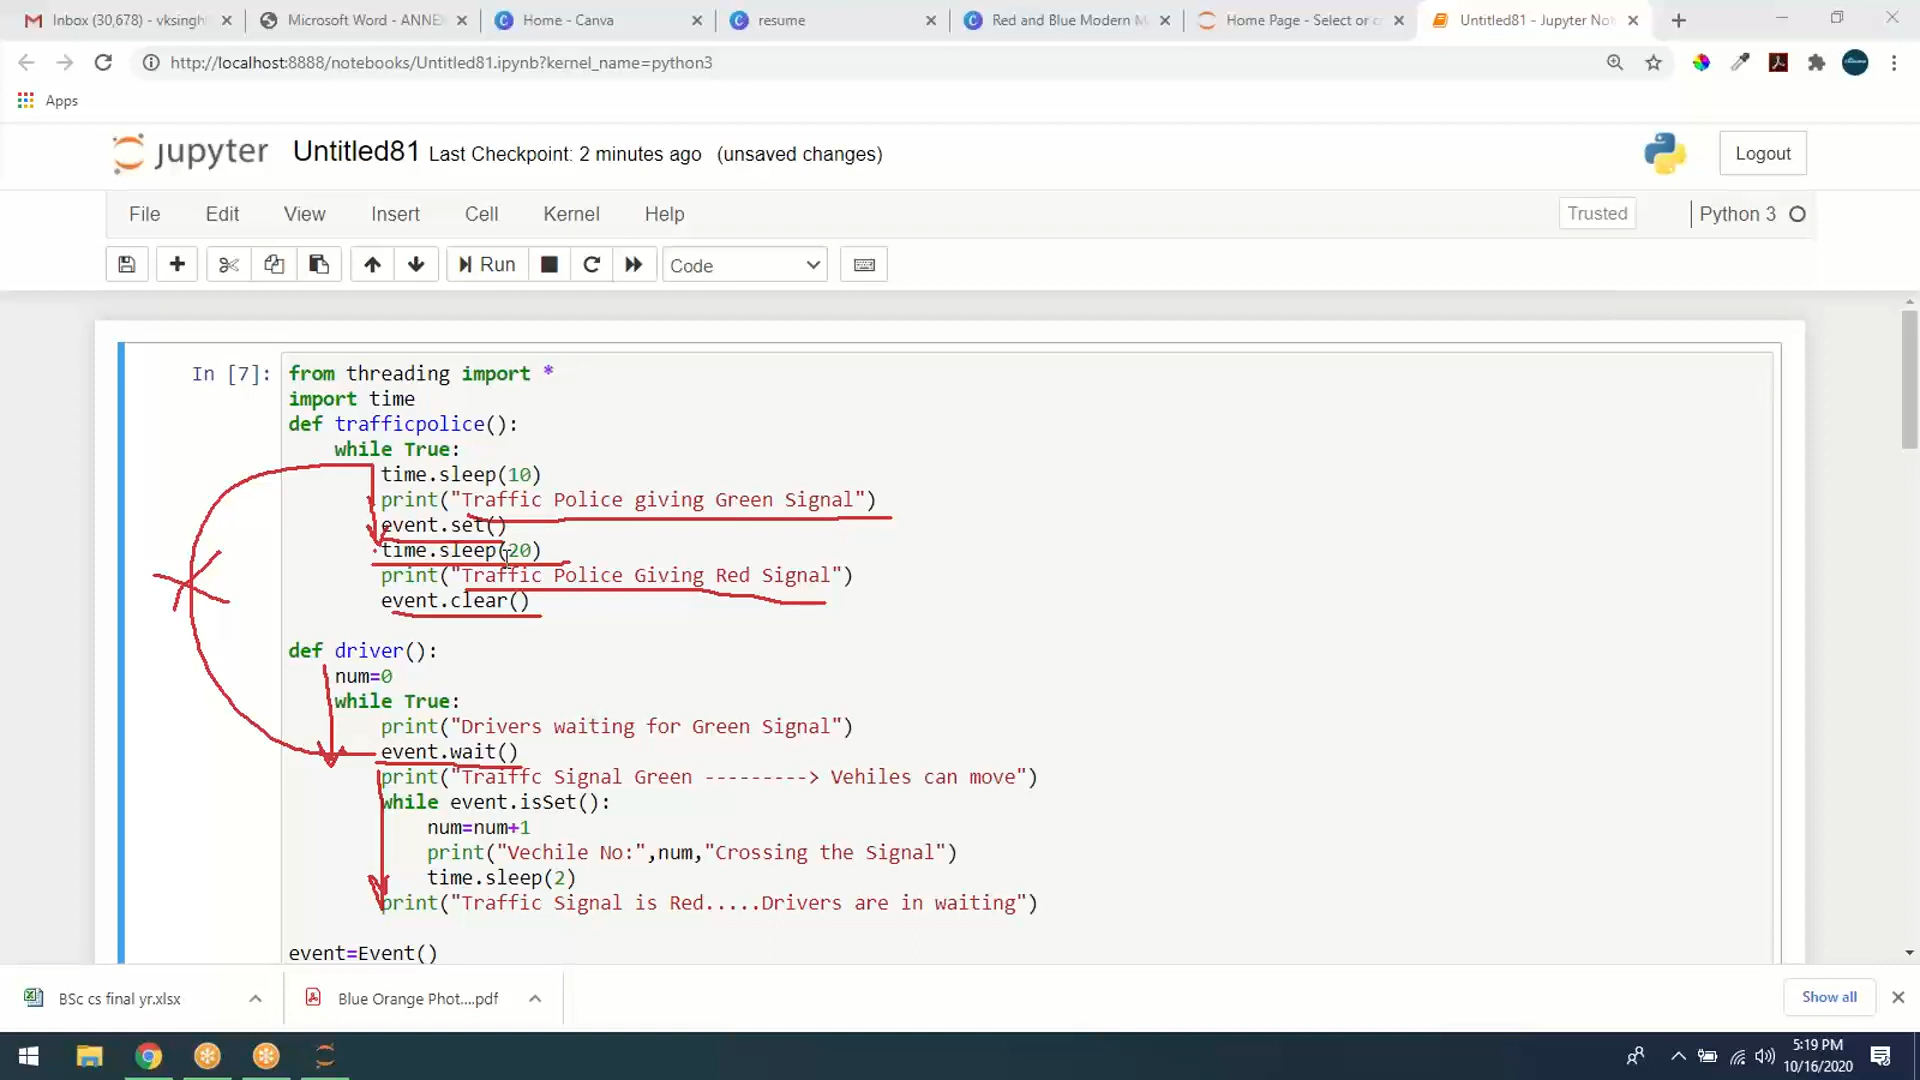 Inbox (30,678) - vksingh
Microsoft Word - ANNE
Home - Canva
resume
Red and Blue Modern M
Home Page - Select or c
Untitled81 - Jupyter Not
http://localhost:8888/notebooks/Untitled81.ipynb?kernel_name=python3
Apps
jupyter
Untitled81 Last Checkpoint: 2 minutes ago (unsaved changes)
Logout
File Edit View Insert Cell Kernel Help
Trusted
Python 3
Run
Code
In [7]:
from threading import *
import time
def trafficpolice():
    while True:
        time.sleep(10)
        print("Traffic Police giving Green Signal")
        event.set()
        time.sleep(20)
        print("Traffic Police Giving Red Signal")
        event.clear()
def driver():
    num=0
    while True:
        print("Drivers waiting for Green Signal")
        event.wait()
        print("Traiffc Signal Green ---------> Vehiles can move")
        while event.isSet():
            num=num+1
            print("Vechile No:",num,"Crossing the Signal")
            time.sleep(2)
        print("Traffic Signal is Red.....Drivers are in waiting")
event=Event()
BSc cs final yr.xlsx
Blue Orange Phot....pdf
Show all
5:19 PM
10/16/2020